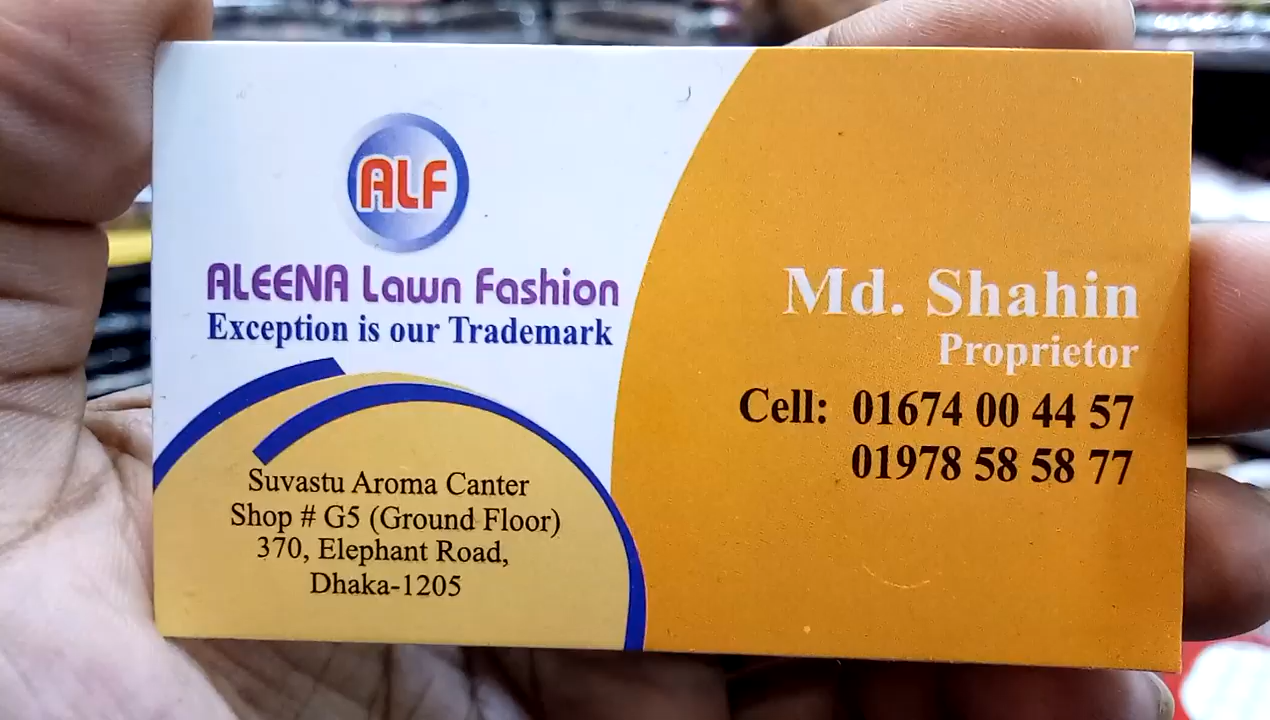 ALF
ALEENA Lawn Fashion
Exception is our Trademark
Suvastu Aroma Canter
Shop # G5 (Ground Floor)
370, Elephant Road,
Dhaka-1205
Md. Shahin
Proprietor
Cell: 01674 00 44 57
01978 58 58 77